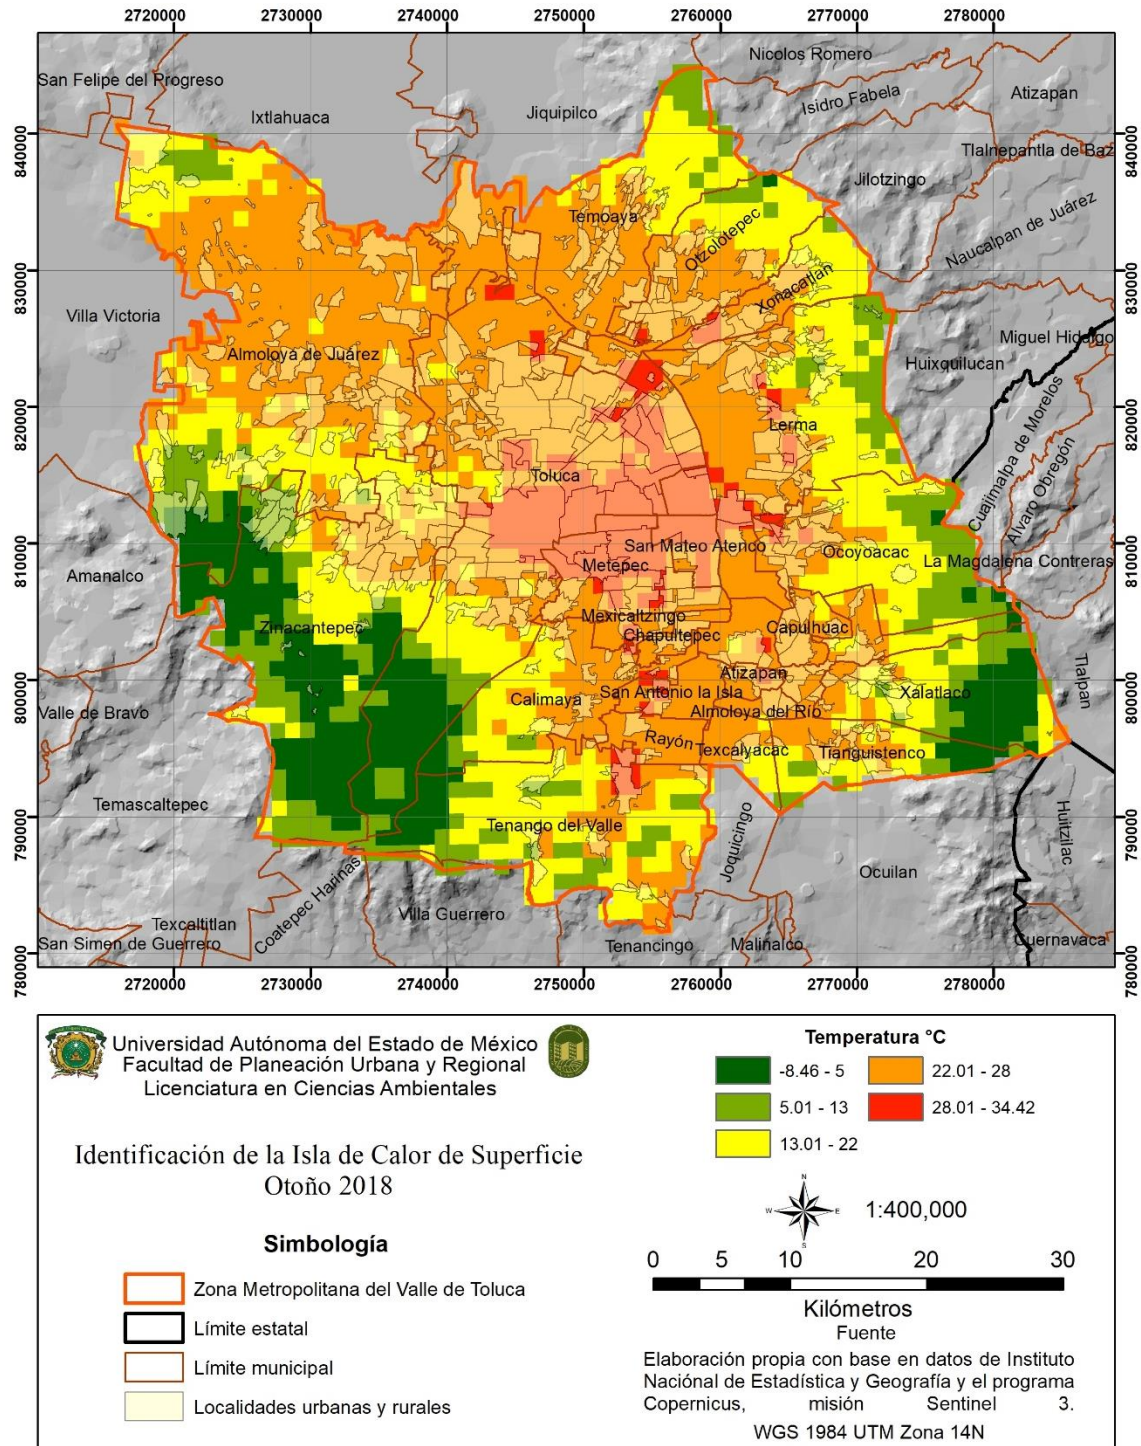 2720000 2730000 2740000 2750000 2760000 2770000 2780000
Nicolos Romero
San Felipe del Progreso
Isidro Fabela
Atizapan
Ixtlahuaca
Jiquipilco
840000
840000
Tlalnepantla de Baz
Jilotzingo
Temoaya
Otzolotepec
Naucalpan de Juárez
830000
830000
Xonacatlán
Villa Victoria
Miguel Hidalgo
Almoloya de Juárez
Huixquilucan
820000
820000
Lerma
Cuajimalpa de Morelos
Toluca
Alvaro Obregón
810000
810000
San Mateo Atenco
Ocoyoacac
La Magdalena Contreras
Metepec
Amanalco
Mexicaltzingo
Zinacantepec
Chapultepec
Capulhuac
Atizapan
Tlalpan
800000
800000
San Antonio la Isla
Xalatlaco
Calimaya
Valle de Bravo
Almoloya del Río
Rayón
Texcalyacac
Tianguistenco
Temascaltepec
790000
790000
Tenango del Valle
Huitzilac
Joquicingo
Ocuilan
Coatepec Harinas
Texcaltitlan
Villa Guerrero
San Simen de Guerrero
Tenancingo
Malinalco
Cuernavaca
780000
780000
2720000 2730000 2740000 2750000 2760000 2770000 2780000
Universidad Autónoma del Estado de México
Facultad de Planeación Urbana y Regional
Licenciatura en Ciencias Ambientales
Identificación de la Isla de Calor de Superficie
Otoño 2018
Simbología
Zona Metropolitana del Valle de Toluca
Límite estatal
Límite municipal
Localidades urbanas y rurales
Temperatura °C
-8.46 - 5
22.01 - 28
5.01 - 13
28.01 - 34.42
13.01 - 22
N
W E
S
1:400,000
0 5 10 20 30
Kilómetros
Fuente
Elaboración propia con base en datos de Instituto
Naciónal de Estadística y Geografía y el programa
Copernicus, misión Sentinel 3.
WGS 1984 UTM Zona 14N